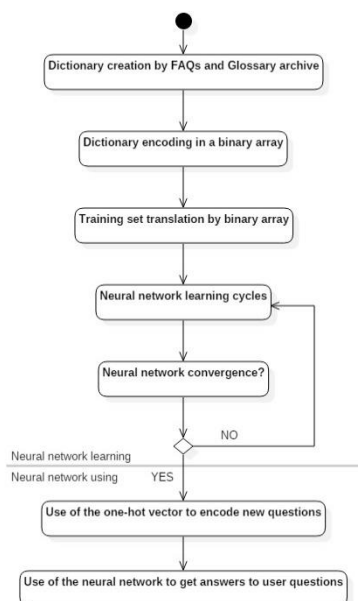 Dictionary creation by FAQs and Glossary archive
Dictionary encoding in a binary array
Training set translation by binary array
Neural network learning cycles
Neural network convergence?
NO
Neural network learning
Neural network using
YES
Use of the one-hot vector to encode new questions
Use of the neural network to get answers to user questions